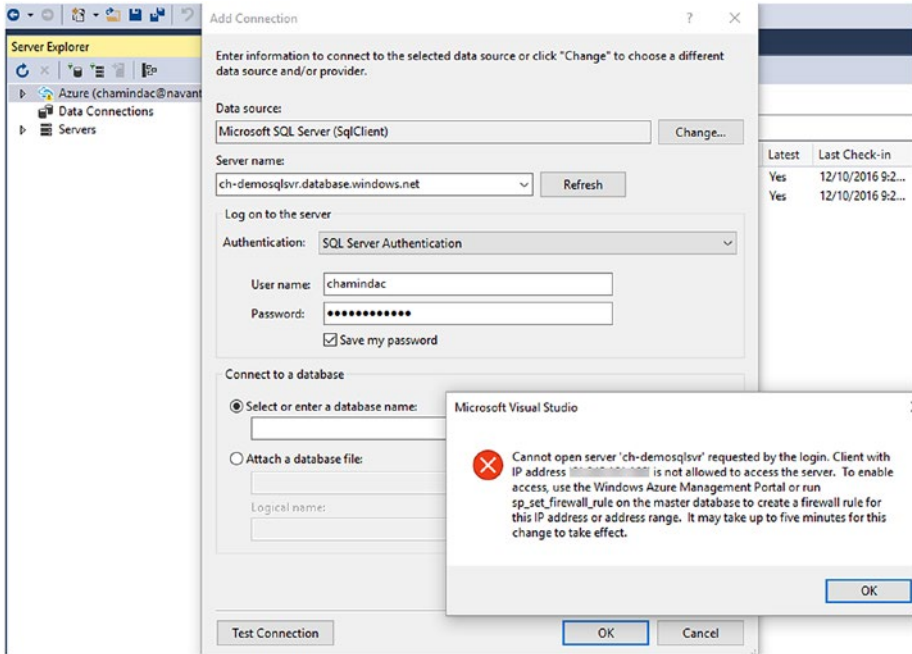 Add Connection
?
Server Explorer
Enter information to connect to the selected data source or click "Change" to choose a different
data source and/or provider.
Azure (chamindac@navant
Data Connections
Servers
Data source:
Microsoft SQL Server (SqlClient)
Change...
Server name:
ch-demosqlsvr.database.windows.net
Refresh
Latest
Last Check-in
Yes
12/10/2016 9:2...
Yes
12/10/2016 9:2...
Log on to the server
Authentication:
SQL Server Authentication
User name:
chamindac
Password:
Save my password
Connect to a database
Select or enter a database name:
Attach a database file:
Logical name:
Microsoft Visual Studio
Cannot open server 'ch-demosqlsvr' requested by the login. Client with
IP address is not allowed to access the server. To enable
access, use the Windows Azure Management Portal or run
sp_set_firewall_rule on the master database to create a firewall rule for
this IP address or address range. It may take up to five minutes for this
change to take effect.
OK
Test Connection
OK
Cancel